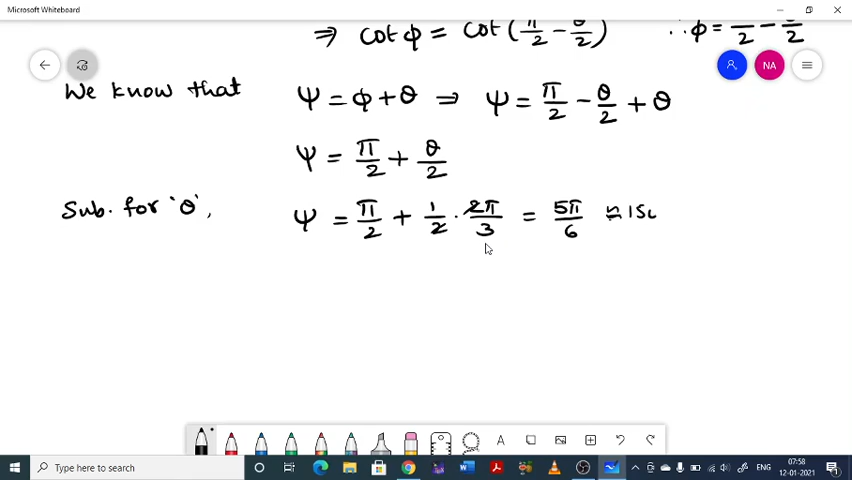 Microsoft Whiteboard
⇒ cot φ = cot(π/2 − θ/2) ∴ φ = π/2 − θ/2
NA
We know that ψ = φ + θ ⇒ ψ = π/2 − θ/2 + θ
ψ = π/2 + θ/2
Sub. for 'θ', ψ = π/2 + 1/2 · 2π/3 = 5π/6 ≈ 150
A
Type here to search
ENG
07:58
12-01-2021